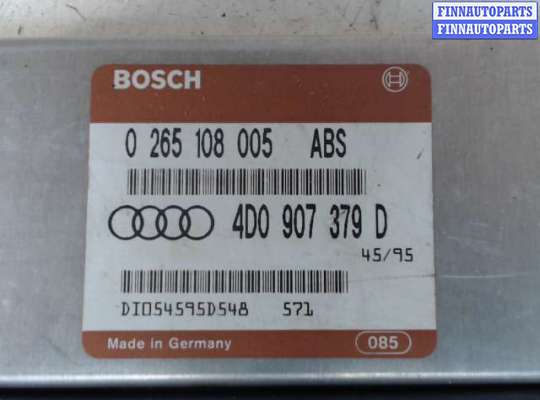 FINNAUTOPARTS
FINNAUTOPARTS
BOSCH
0 265 108 005 ABS
4D0 907 379 D
45/95
DI054595D548 571
Made in Germany
085